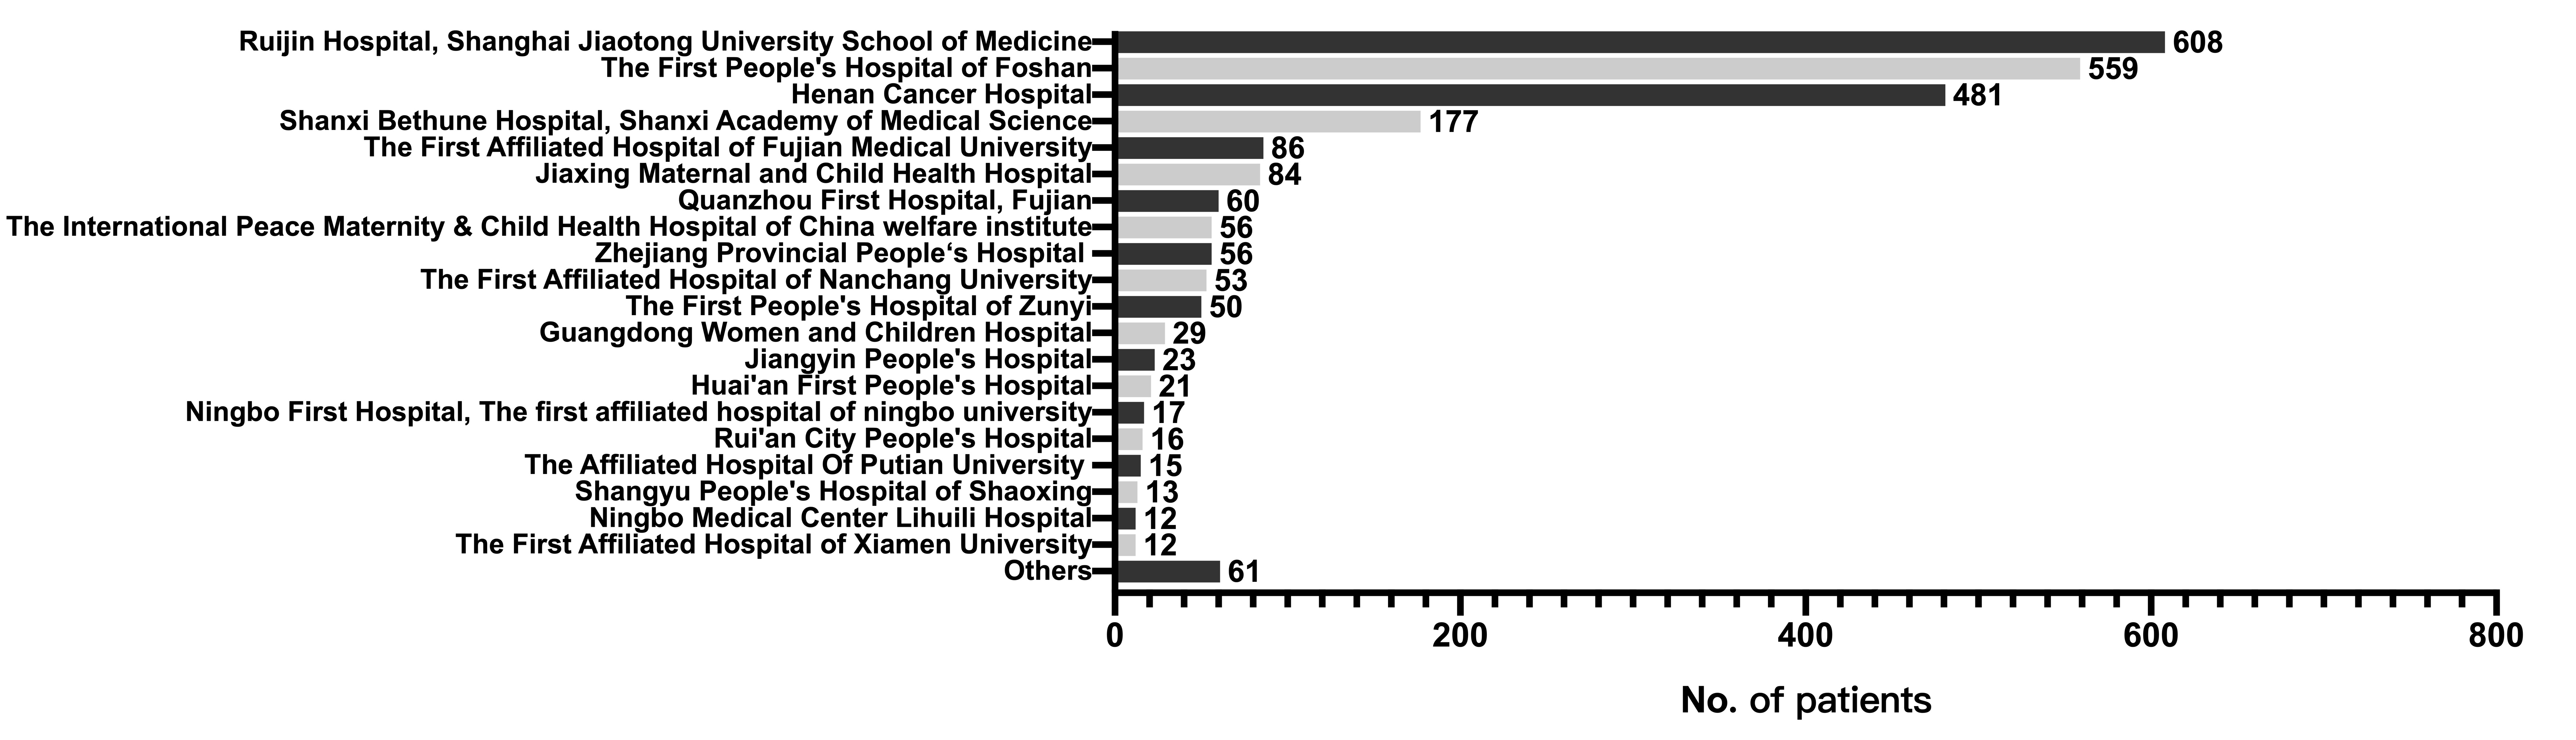 Ruijin Hospital, Shanghai Jiaotong University School of Medicine 608
The First People's Hospital of Foshan 559
Henan Cancer Hospital 481
Shanxi Bethune Hospital, Shanxi Academy of Medical Science 177
The First Affiliated Hospital of Fujian Medical University 86
Jiaxing Maternal and Child Health Hospital 84
Quanzhou First Hospital, Fujian 60
The International Peace Maternity & Child Health Hospital of China welfare institute 56
Zhejiang Provincial People‘s Hospital 56
The First Affiliated Hospital of Nanchang University 53
The First People's Hospital of Zunyi 50
Guangdong Women and Children Hospital 29
Jiangyin People's Hospital 23
Huai'an First People's Hospital 21
Ningbo First Hospital, The first affiliated hospital of ningbo university 17
Rui'an City People's Hospital 16
The Affiliated Hospital Of Putian University 15
Shangyu People's Hospital of Shaoxing 13
Ningbo Medical Center Lihuili Hospital 12
The First Affiliated Hospital of Xiamen University 12
Others 61
0 200 400 600 800
No. of patients